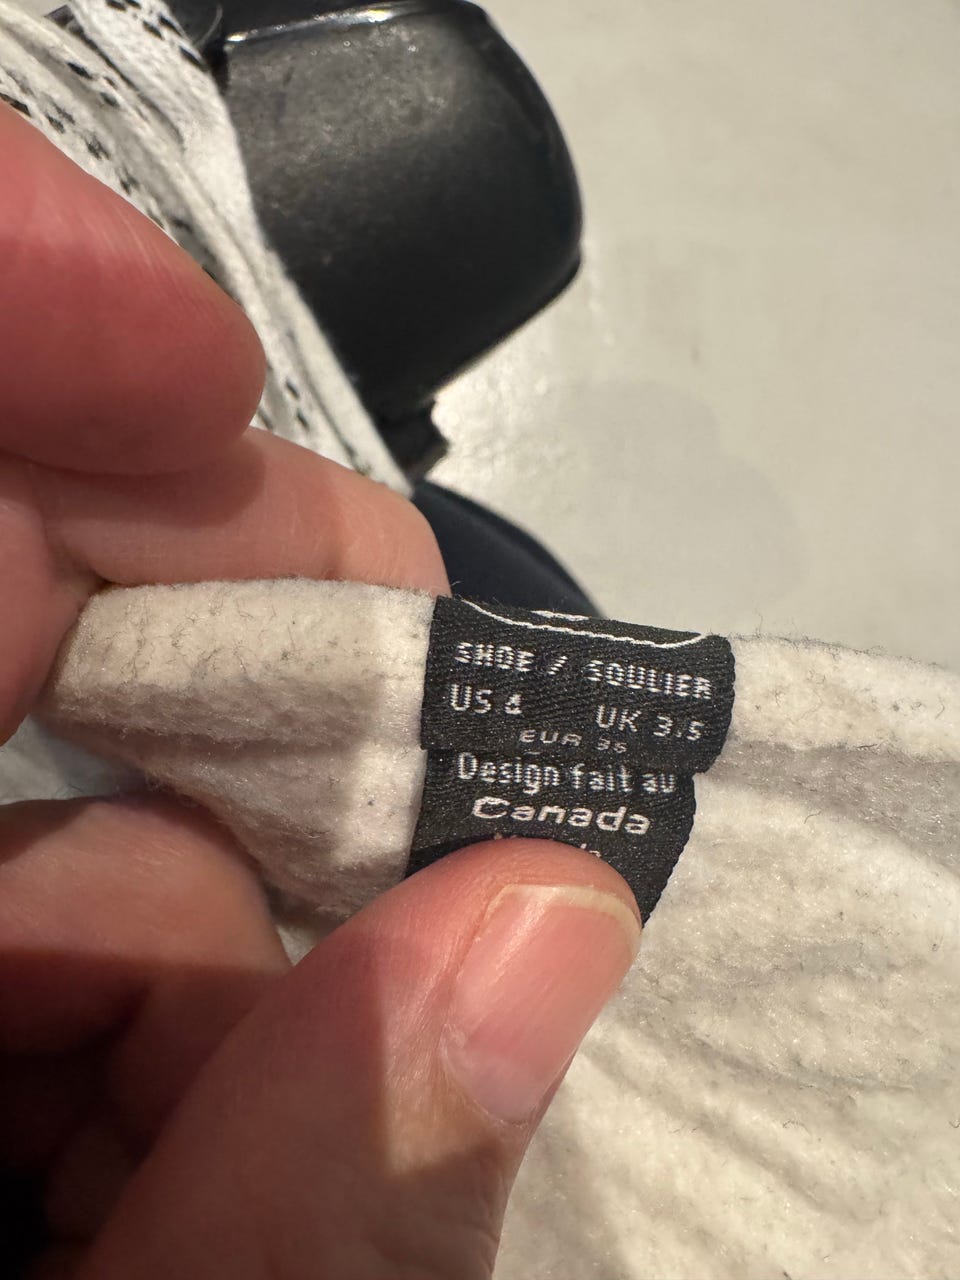 SHOE / SOULIER
US 4 UK 3.5
EUR 35
Design fait au
Canada